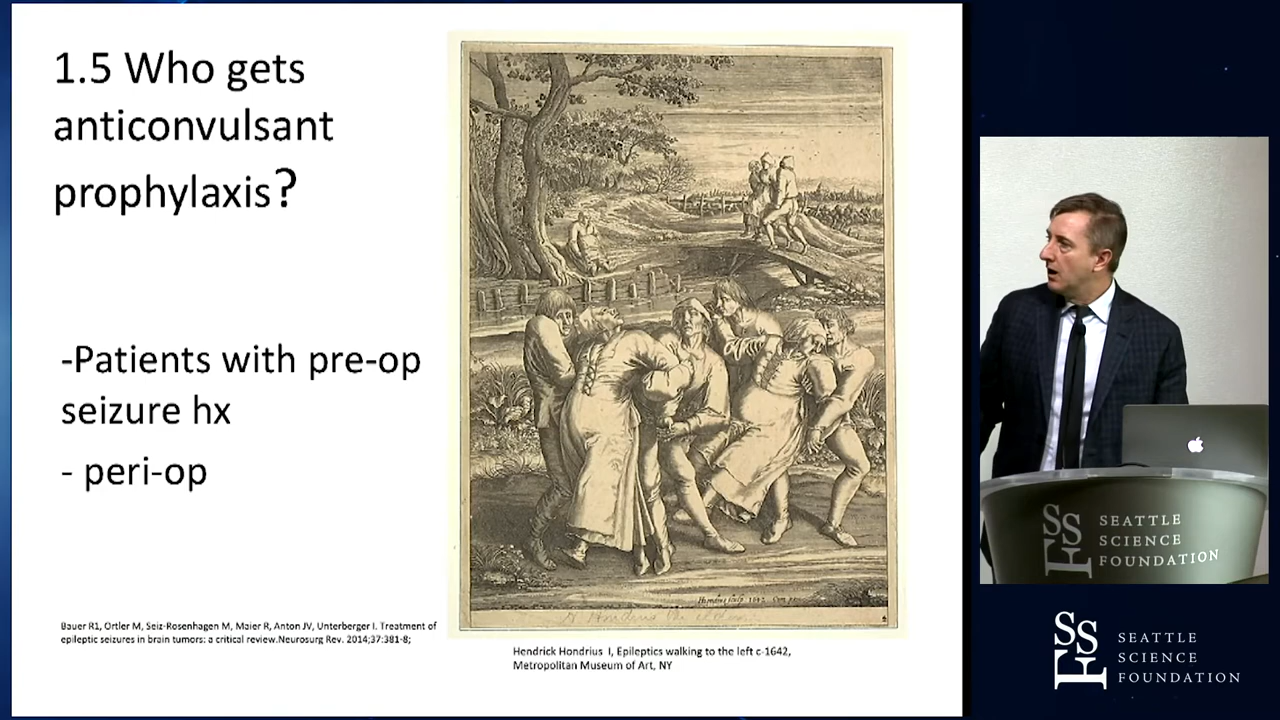 1.5 Who gets
anticonvulsant
prophylaxis?
-Patients with pre-op
seizure hx
- peri-op
Bauer R1, Ortler M, Seiz-Rosenhagen M, Maier R, Anton JV, Unterberger I. Treatment of
epileptic seizures in brain tumors: a critical review.Neurosurg Rev. 2014;37:381-8;
Hendrick Hondrius I, Epileptics walking to the left c-1642,
Metropolitan Museum of Art, NY
SSF
SEATTLE
SCIENCE
FOUNDATION
SSF
SEATTLE
SCIENCE
FOUNDATION